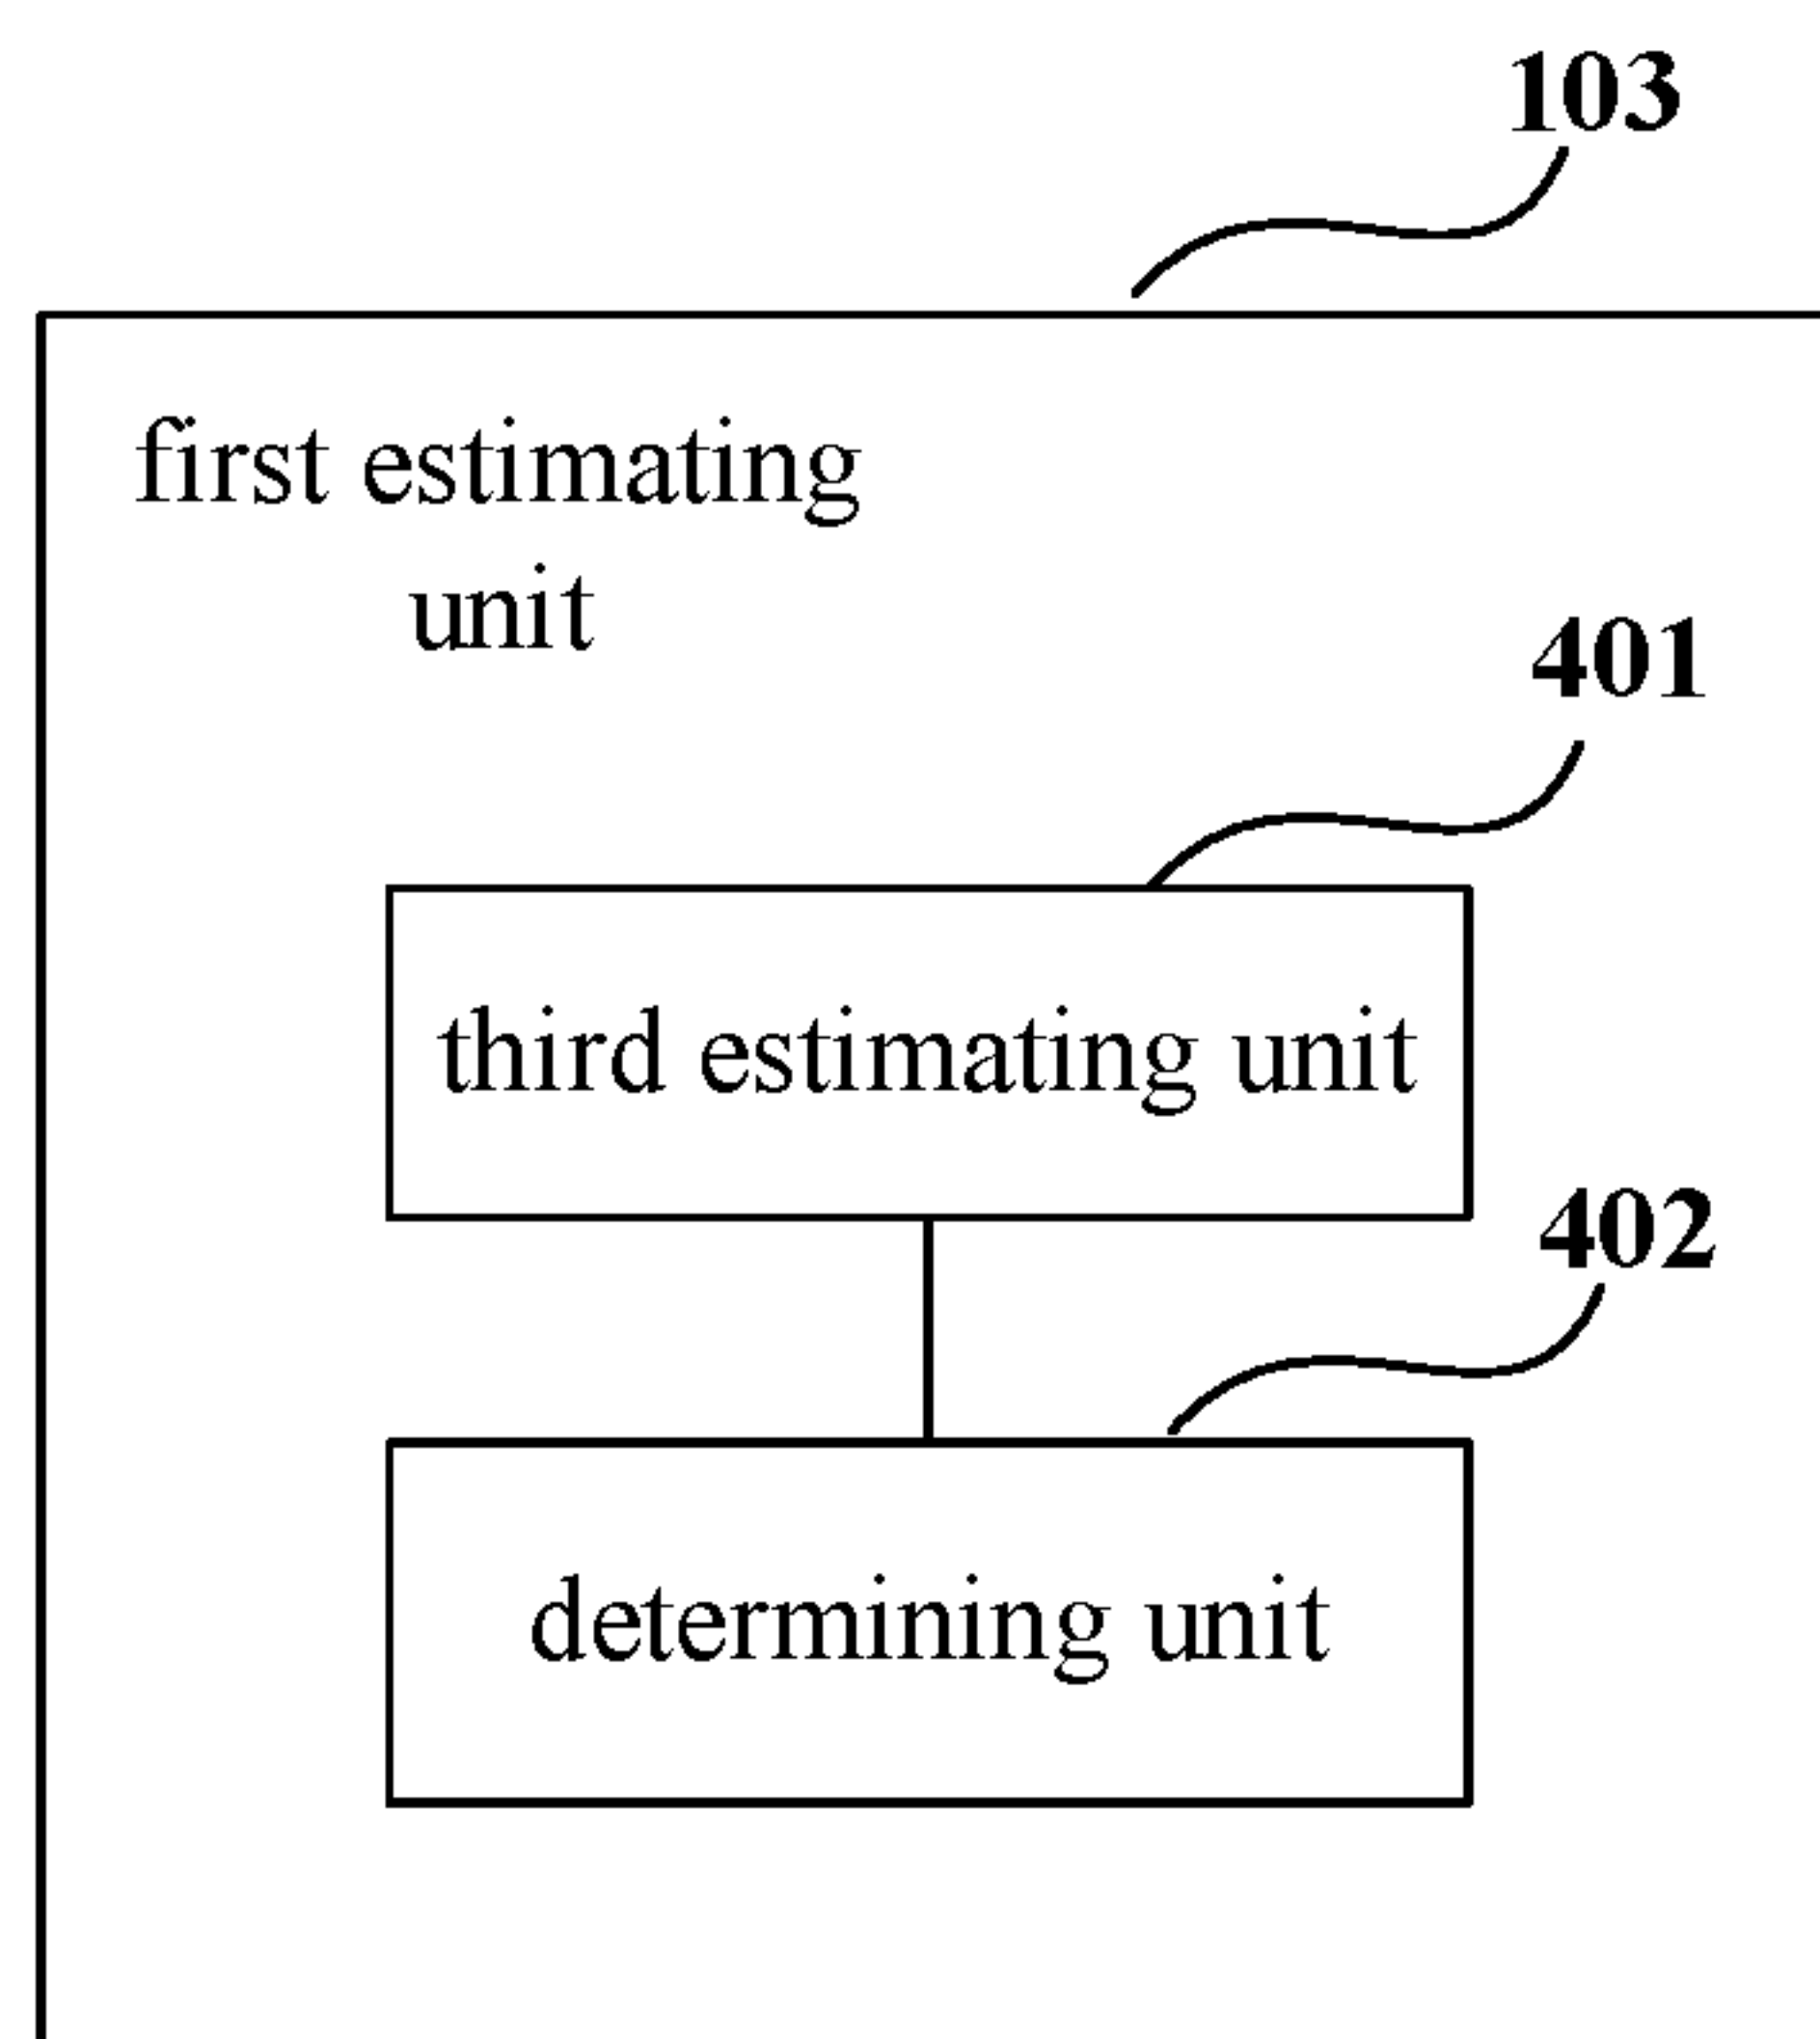 103
first estimating
unit
401
third estimating unit
402
determining unit